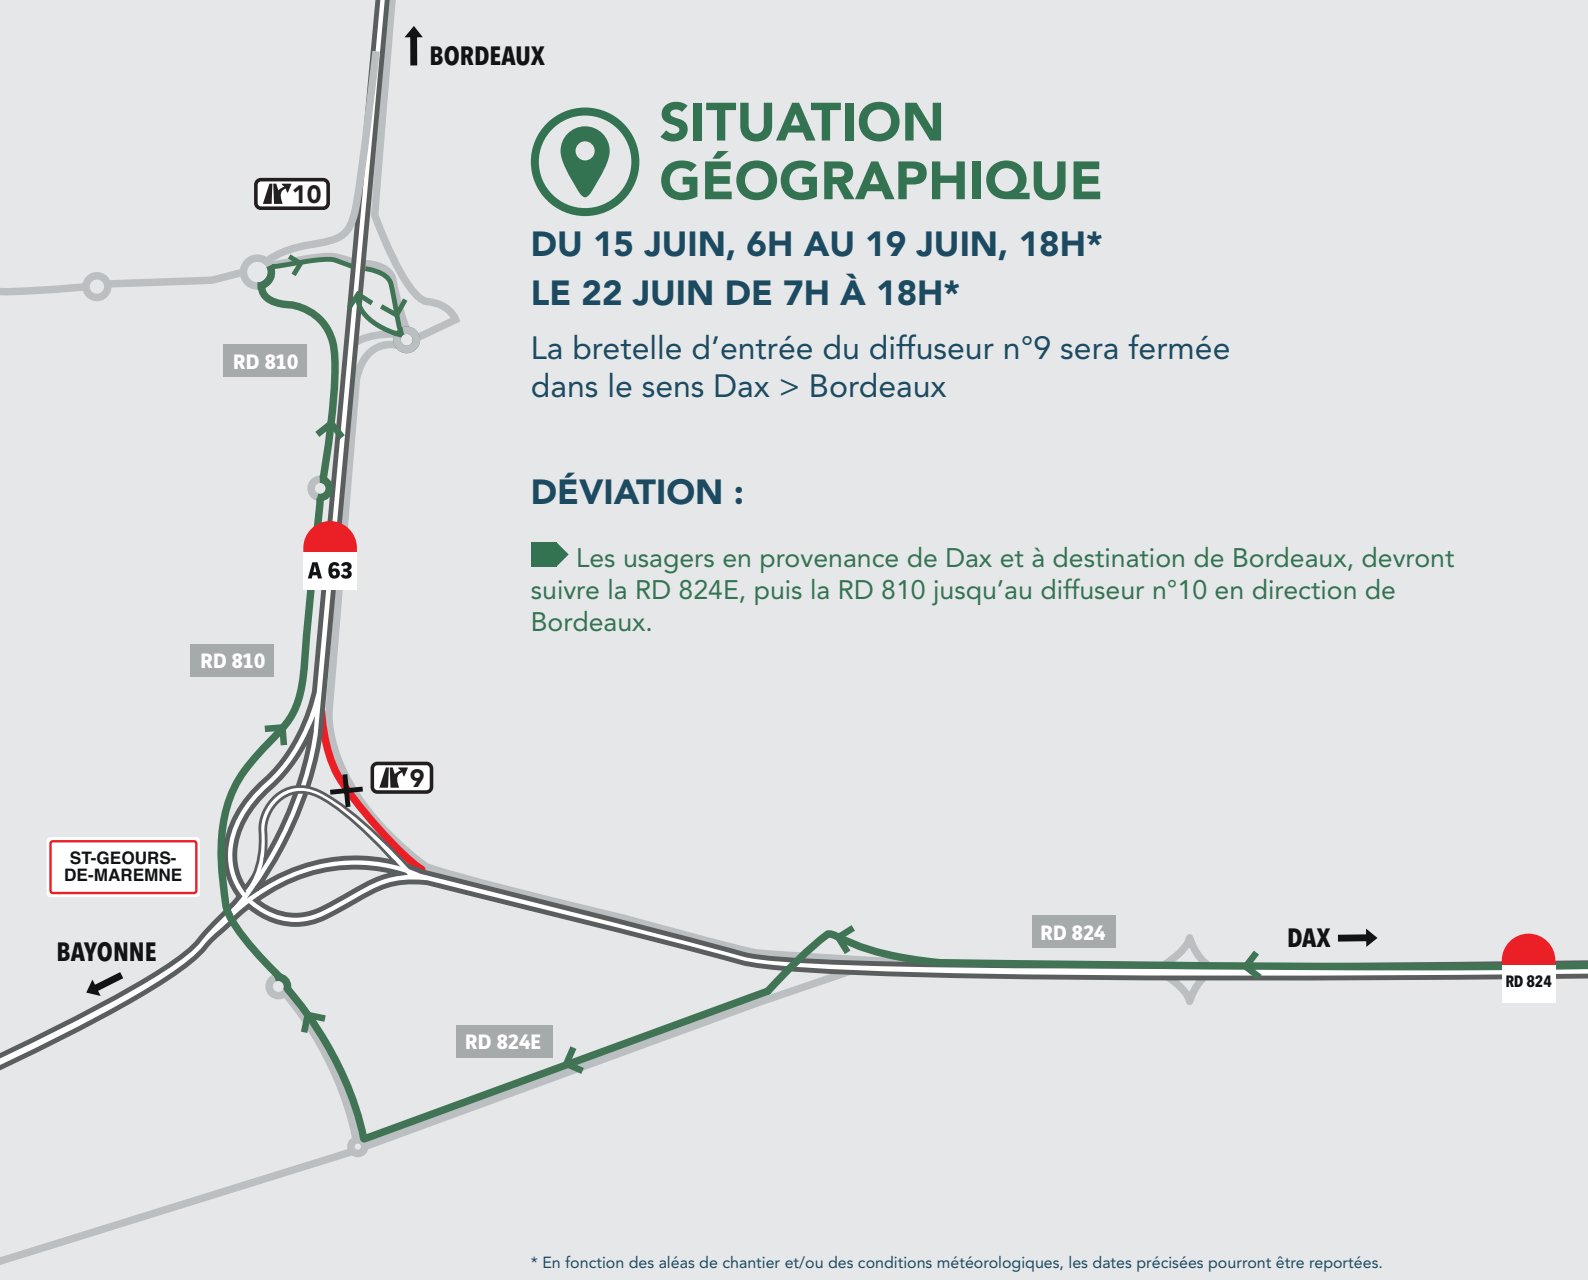 BORDEAUX
SITUATION
GÉOGRAPHIQUE
10
DU 15 JUIN, 6H AU 19 JUIN, 18H*
LE 22 JUIN DE 7H À 18H*
La bretelle d’entrée du diffuseur n°9 sera fermée
dans le sens Dax > Bordeaux
RD 810
DÉVIATION :
Les usagers en provenance de Dax et à destination de Bordeaux, devront
suivre la RD 824E, puis la RD 810 jusqu’au diffuseur n°10 en direction de
Bordeaux.
A 63
RD 810
9
ST-GEOURS-
DE-MAREMNE
BAYONNE
RD 824
DAX
RD 824
RD 824E
* En fonction des aléas de chantier et/ou des conditions météorologiques, les dates précisées pourront être reportées.